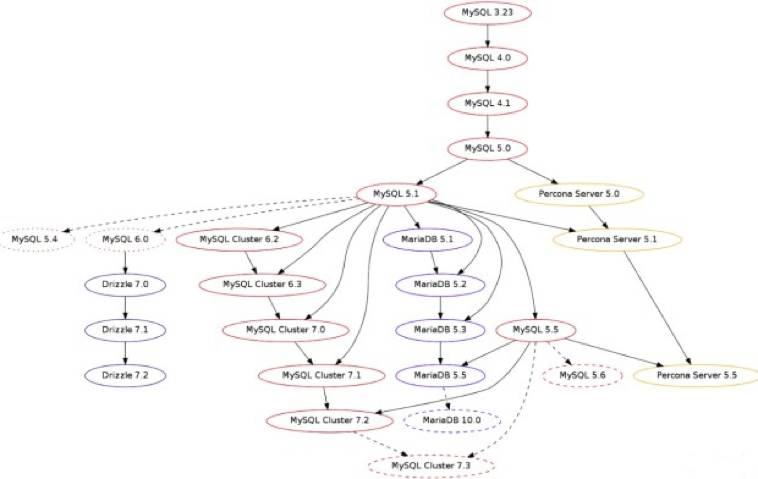 MySQL 3.23
MySQL 4.0
MySQL 4.1
MySQL 5.0
MySQL 5.1
Percona Server 5.0
MySQL 5.4
MySQL 6.0
MySQL Cluster 6.2
MariaDB 5.1
Percona Server 5.1
Drizzle 7.0
MySQL Cluster 6.3
MariaDB 5.2
Drizzle 7.1
MySQL Cluster 7.0
MariaDB 5.3
MySQL 5.5
Drizzle 7.2
MySQL Cluster 7.1
MariaDB 5.5
MySQL 5.6
Percona Server 5.5
MySQL Cluster 7.2
MariaDB 10.0
MySQL Cluster 7.3